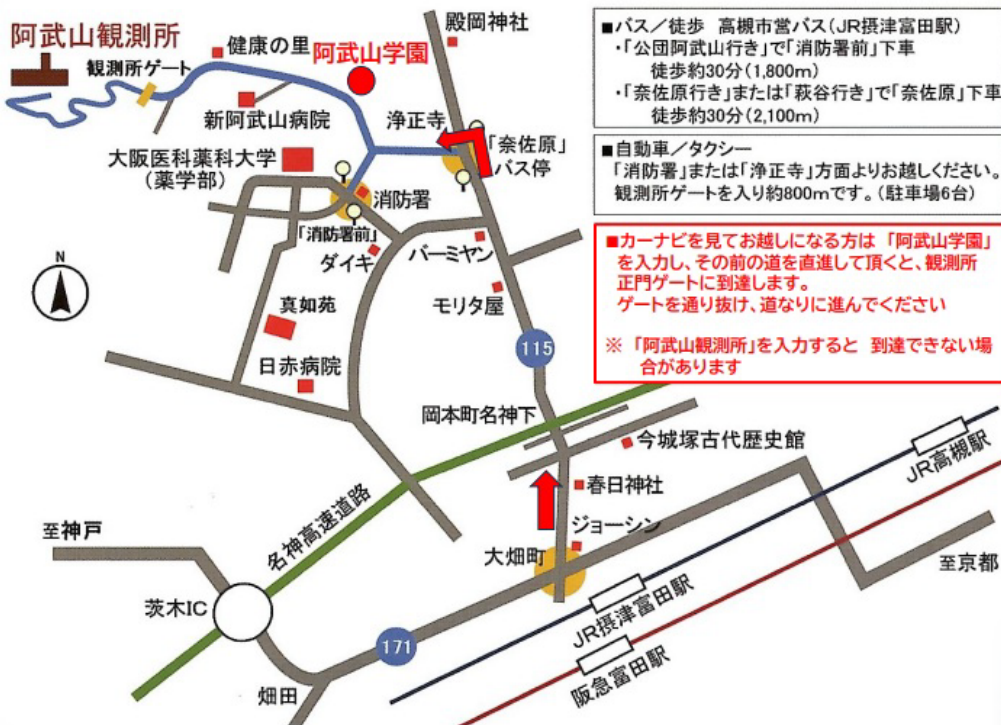 阿武山観測所
観測所ゲート
健康の里
阿武山学園
殿岡神社
新阿武山病院
浄正寺
「奈佐原」
バス停
大阪医科薬科大学
(薬学部)
消防署
「消防署前」
ダイキ
バーミヤン
モリタ屋
N
真如苑
日赤病院
115
岡本町名神下
今城塚古代歴史館
JR高槻駅
春日神社
ジョーシン
大畑町
至神戸
名神高速道路
至京都
茨木IC
JR摂津富田駅
171
阪急富田駅
畑田
■バス/徒歩 高槻市営バス(JR摂津富田駅)
・「公団阿武山行き」で「消防署前」下車
徒歩約30分(1,800m)
・「奈佐原行き」または「萩谷行き」で「奈佐原」下車
徒歩約30分(2,100m)
■自動車/タクシー
「消防署」または「浄正寺」方面よりお越しください。
観測所ゲートを入り約800mです。(駐車場6台)
■カーナビを見てお越しになる方は 「阿武山学園」
を入力し、その前の道を直進して頂くと、観測所
正門ゲートに到達します。
ゲートを通り抜け、道なりに進んでください
※ 「阿武山観測所」を入力すると 到達できない場
合があります